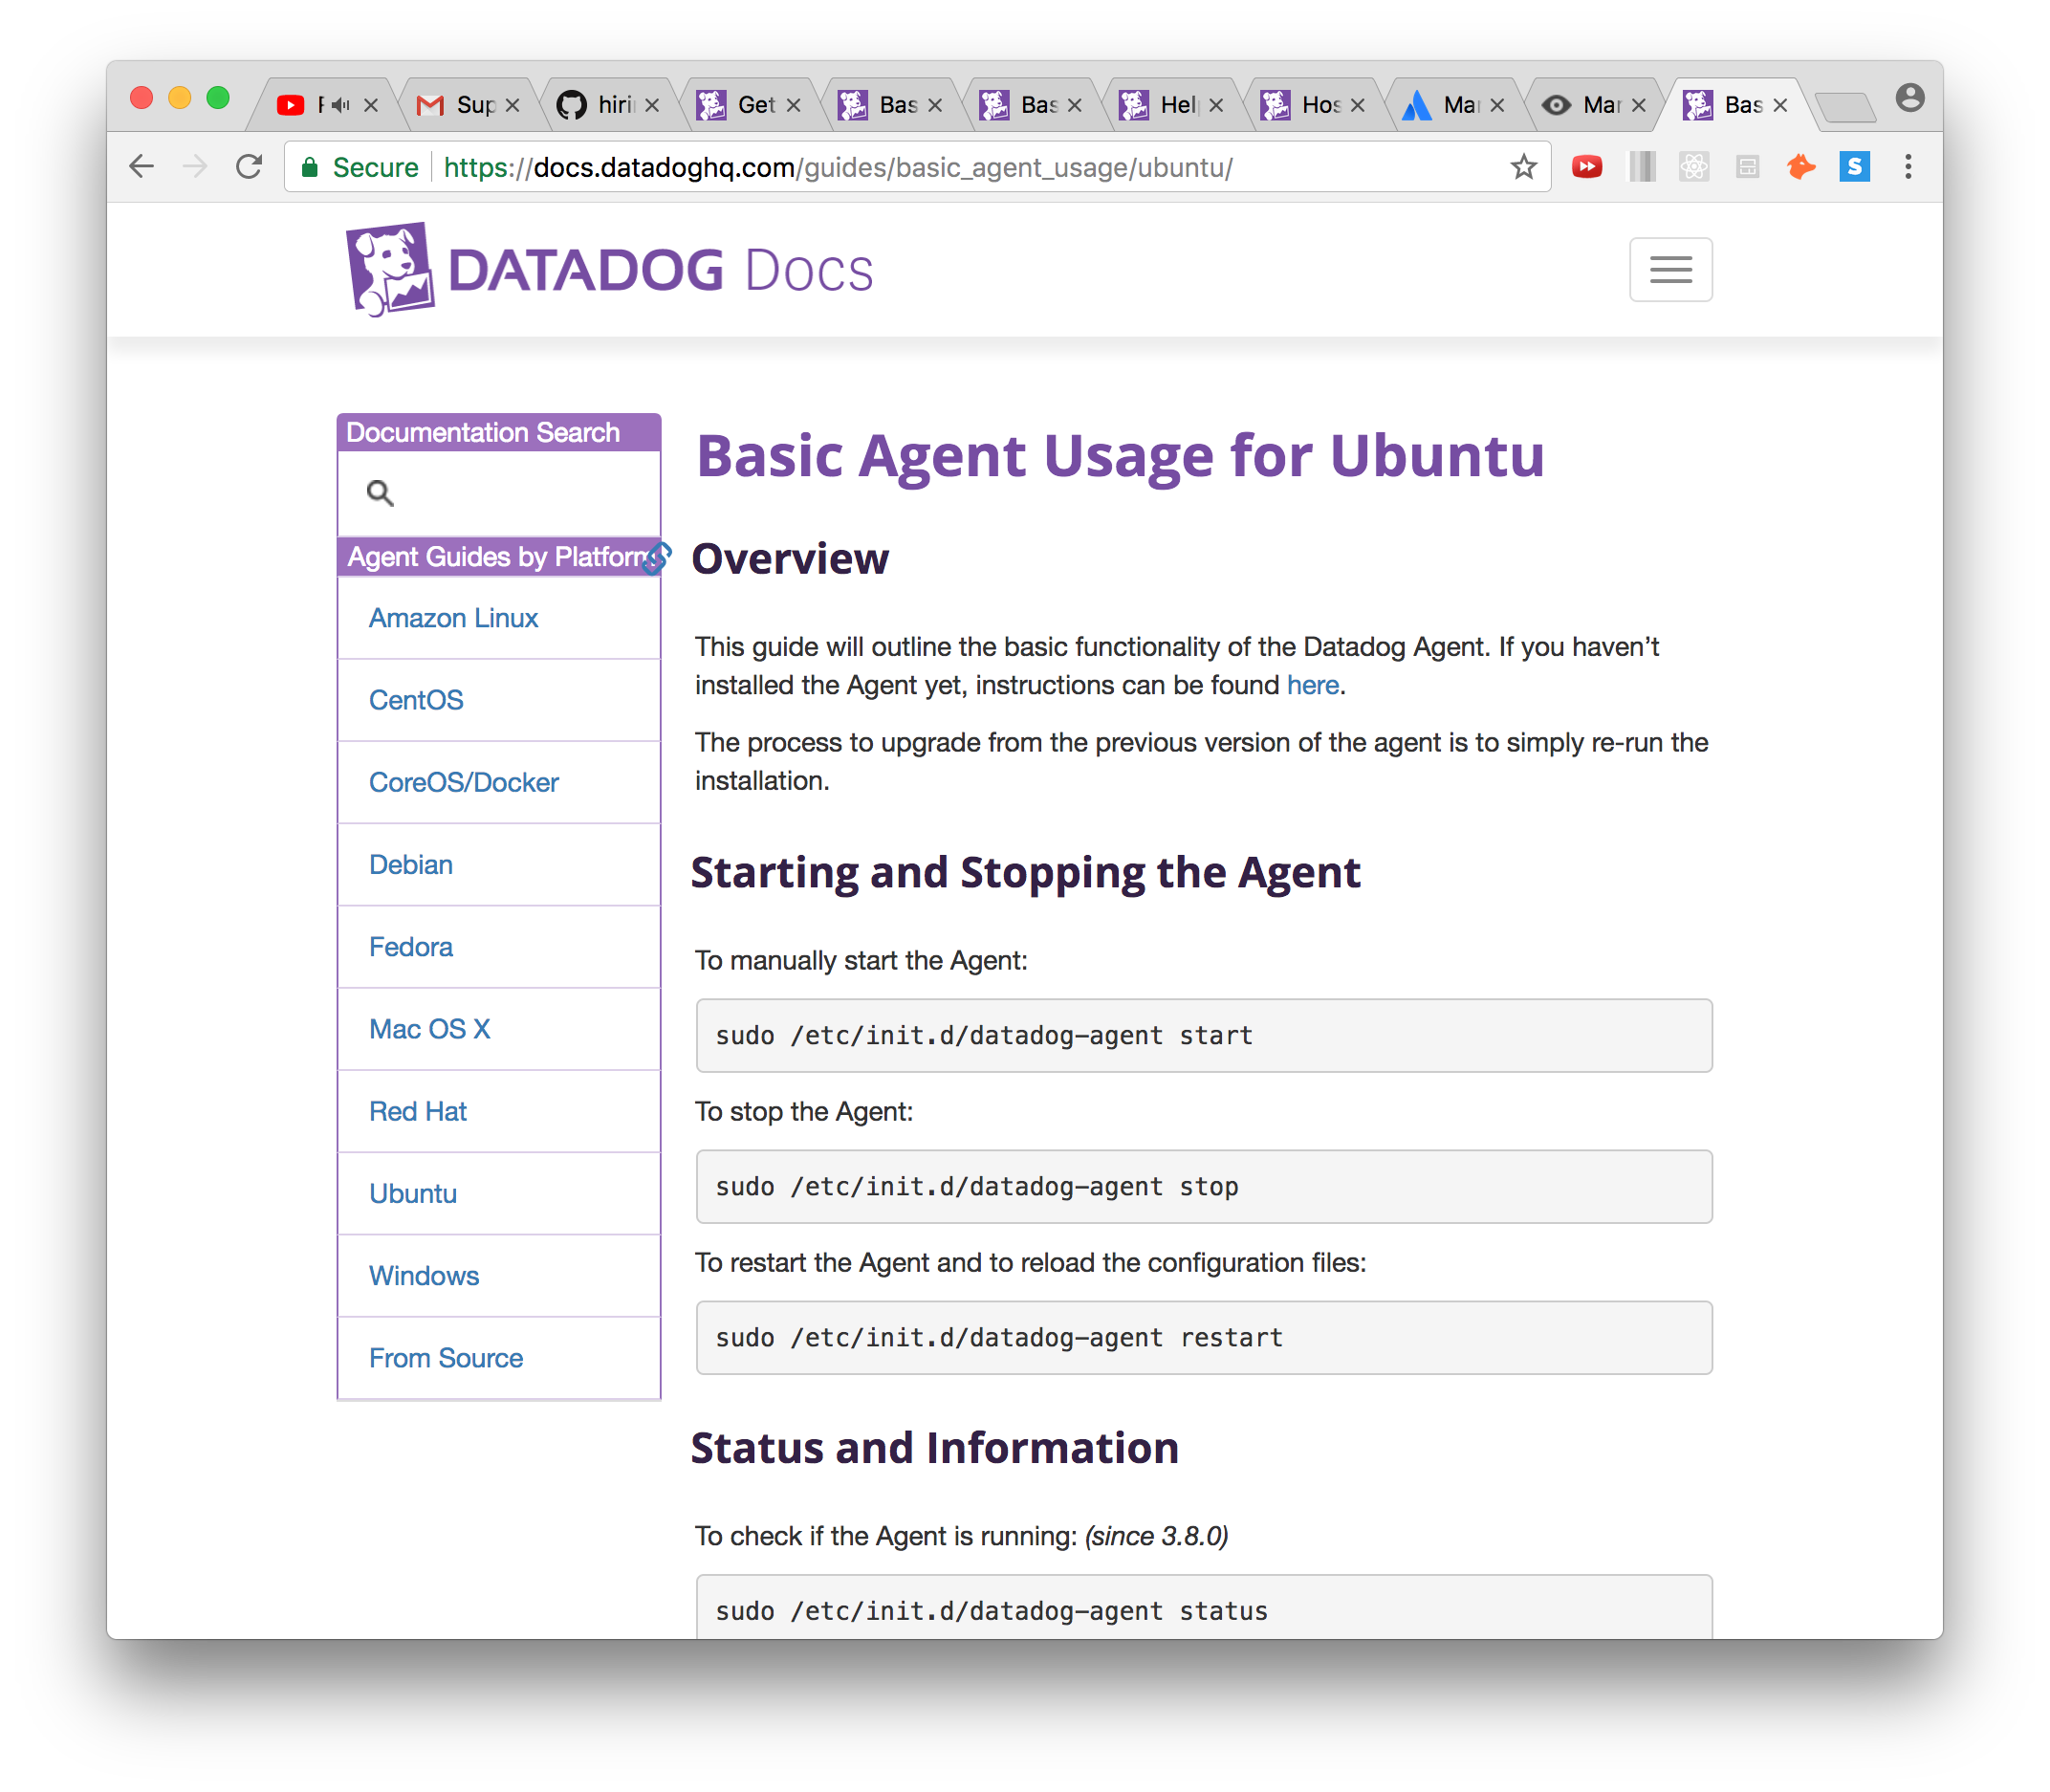 Sup
hiri
Get
Bas
Bas
Hel
Hos
Mar
Mar
Bas
Secure
https://docs.datadoghq.com/guides/basic_agent_usage/ubuntu/
S
DATADOG Docs
Documentation Search
Agent Guides by Platform
Amazon Linux
CentOS
CoreOS/Docker
Debian
Fedora
Mac OS X
Red Hat
Ubuntu
Windows
From Source
Basic Agent Usage for Ubuntu
Overview
This guide will outline the basic functionality of the Datadog Agent. If you haven’t
installed the Agent yet, instructions can be found here.
The process to upgrade from the previous version of the agent is to simply re-run the
installation.
Starting and Stopping the Agent
To manually start the Agent:
sudo /etc/init.d/datadog-agent start
To stop the Agent:
sudo /etc/init.d/datadog-agent stop
To restart the Agent and to reload the configuration files:
sudo /etc/init.d/datadog-agent restart
Status and Information
To check if the Agent is running: (since 3.8.0)
sudo /etc/init.d/datadog-agent status